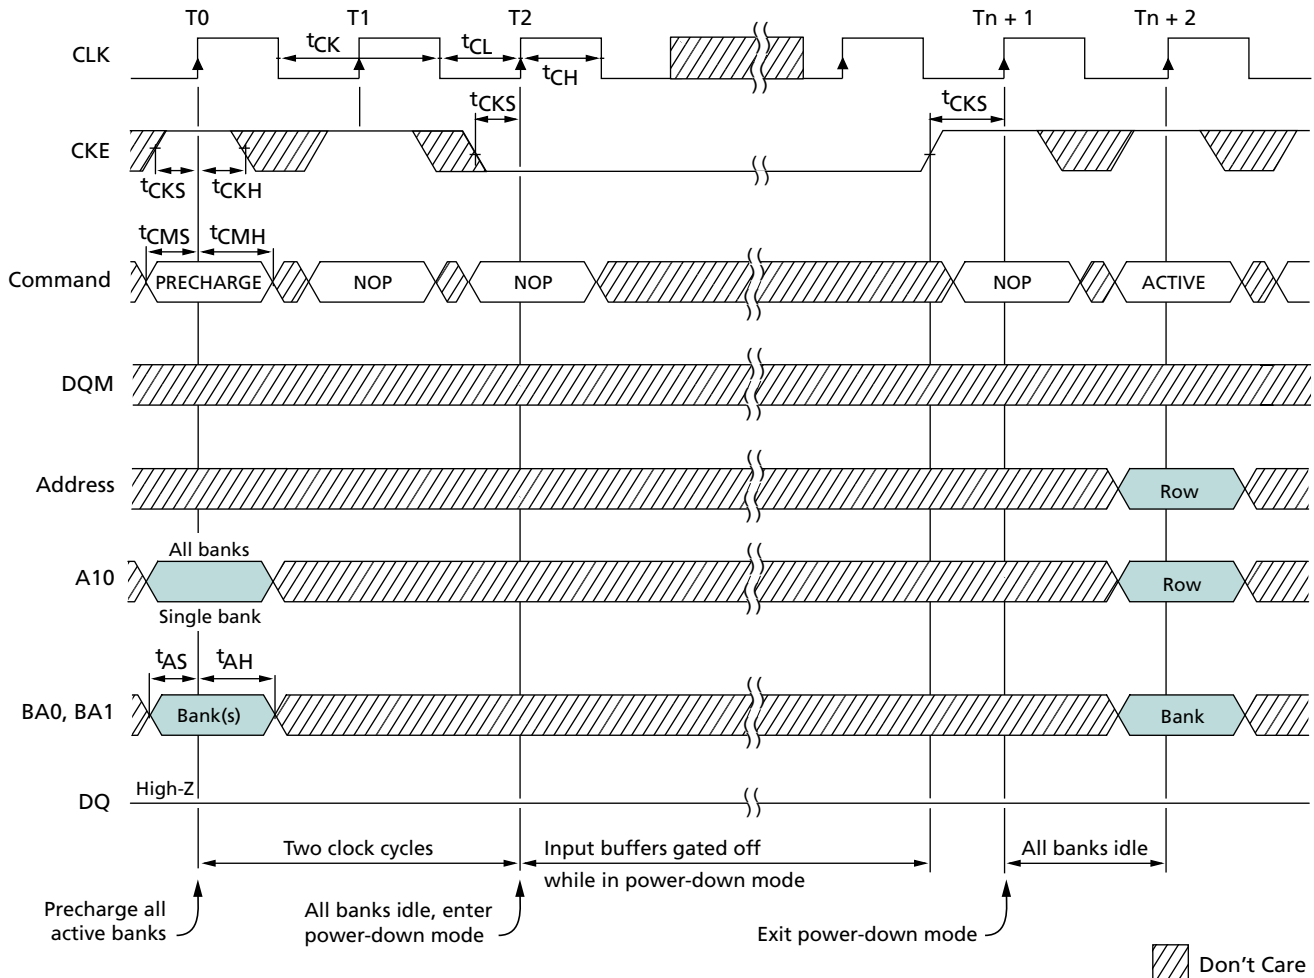 T0 T1 T2 Tn + 1 Tn + 2
CLK
tCK tCL
tCH
tCKS tCKS
CKE
tCKS tCKH
tCMS tCMH
Command PRECHARGE NOP NOP NOP ACTIVE
DQM
Address Row
All banks
A10 Row
Single bank
tAS tAH
BA0, BA1 Bank(s) Bank
High-Z
DQ
Two clock cycles Input buffers gated off All banks idle
while in power-down mode
Precharge all All banks idle, enter
active banks power-down mode Exit power-down mode
Don't Care